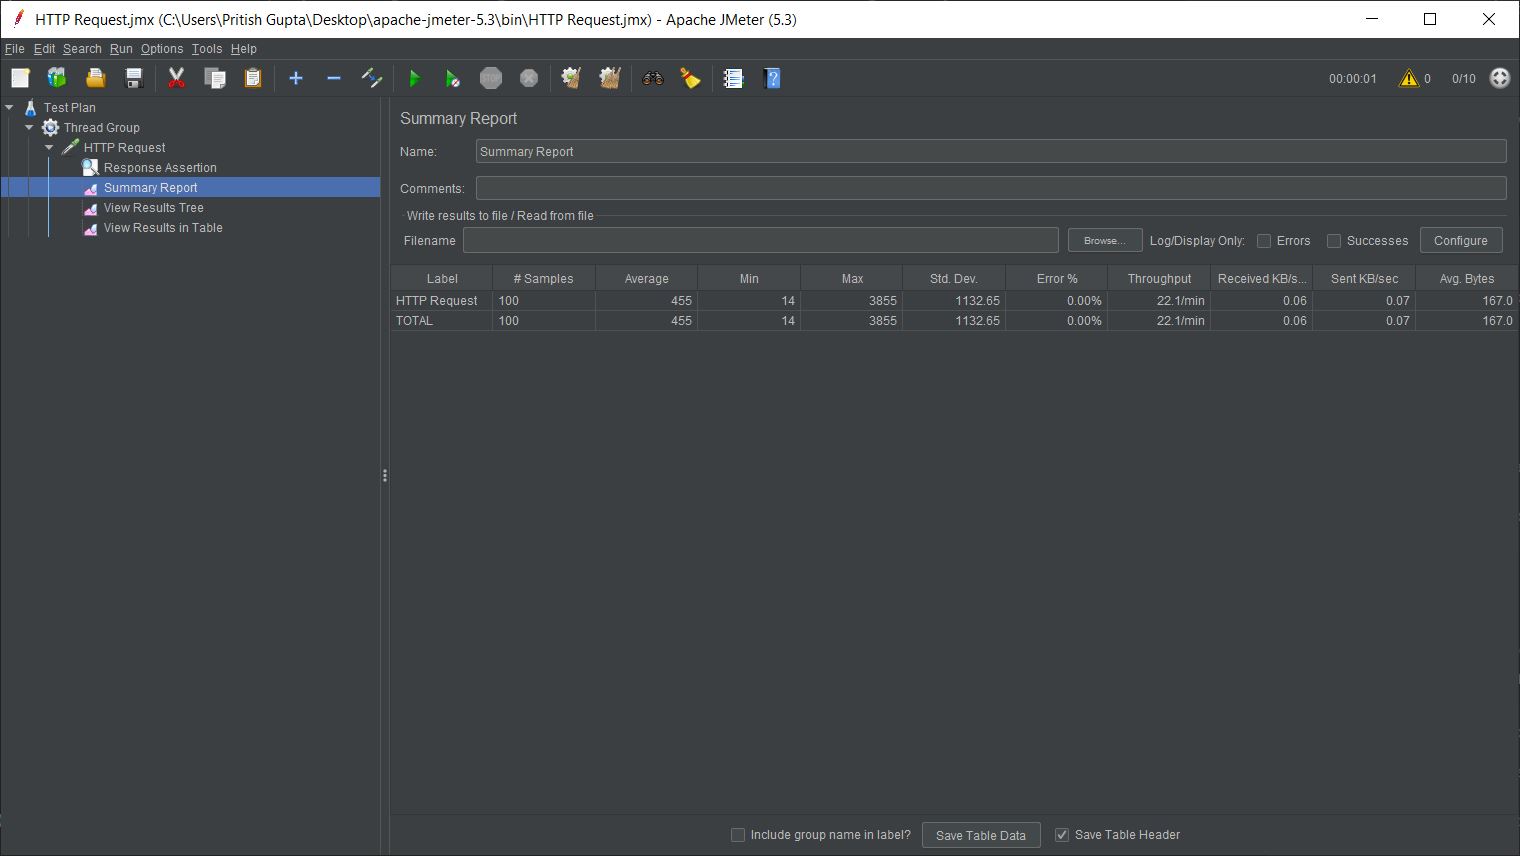 HTTP Request.jmx (C:\Users\Pritish Gupta\Desktop\apache-jmeter-5.3\bin\HTTP Request.jmx) - Apache JMeter (5.3)
File Edit Search Run Options Tools Help
STOP 00:00:01 0 0/10
Test Plan
Thread Group
HTTP Request
Response Assertion
Summary Report
View Results Tree
View Results in Table
Summary Report
Name: Summary Report
Comments:
Write results to file / Read from file
Filename Browse... Log/Display Only: Errors Successes Configure
Label # Samples Average Min Max Std. Dev. Error % Throughput Received KB/s... Sent KB/sec Avg. Bytes
HTTP Request 100 455 14 3855 1132.65 0.00% 22.1/min 0.06 0.07 167.0
TOTAL 100 455 14 3855 1132.65 0.00% 22.1/min 0.06 0.07 167.0
Include group name in label? Save Table Data Save Table Header